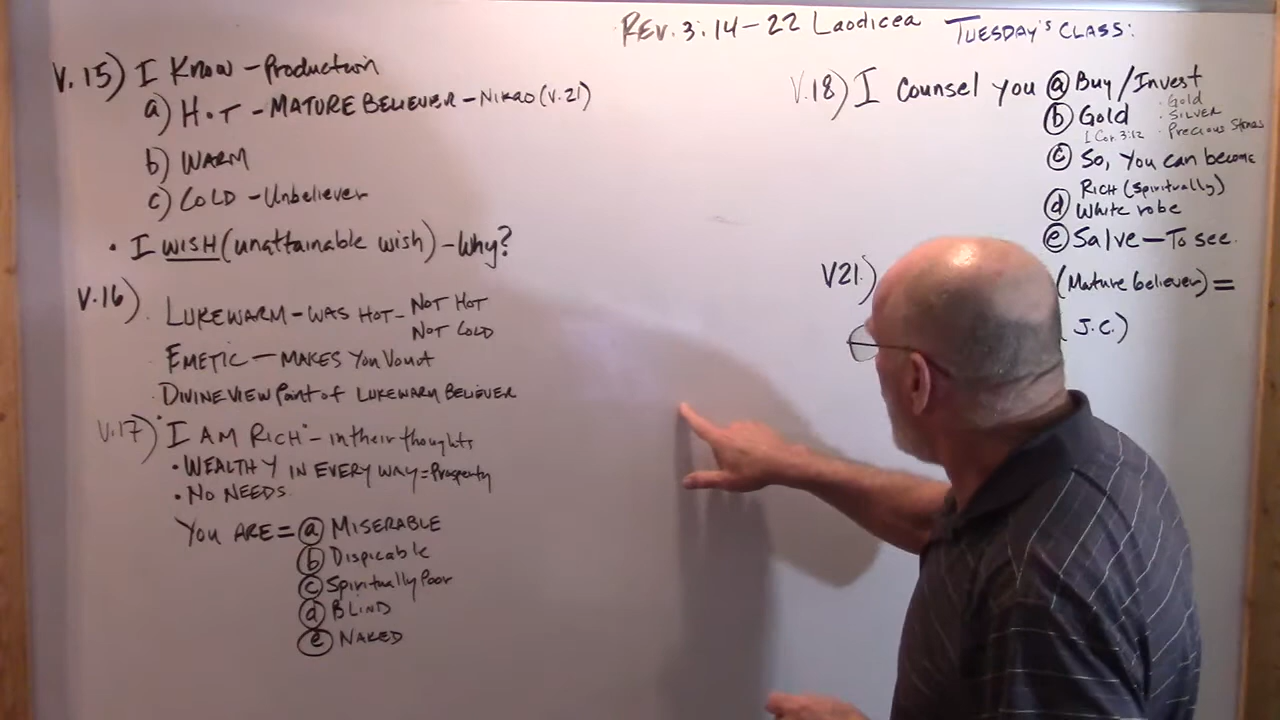 Rev. 3:14-22 Laodicea Tuesday's Class:
V.15) I Know - Production
a) Hot - Mature Believer - Nikao (v.21)
b) Warm
c) Cold - Unbeliever
• I WISH (unattainable wish) - Why?
V.16) Lukewarm - was Hot - Not Hot
Not Cold
Emetic - makes you vomit
Divine View Point of Lukewarm Believer
V.17) "I am Rich" - in their thoughts
• Wealthy in every way = Prosperity
• No Needs
You are = a Miserable
b Dispicable
c Spiritually Poor
d Blind
e Naked
V.18) I Counsel you a Buy/Invest
b Gold · Gold
· Silver
1 Cor. 3:12 · Precious Stones
c So, you can become
Rich (spiritually)
d White robe
e Salve - To see.
V21.) (Mature believer) =
J.C.)